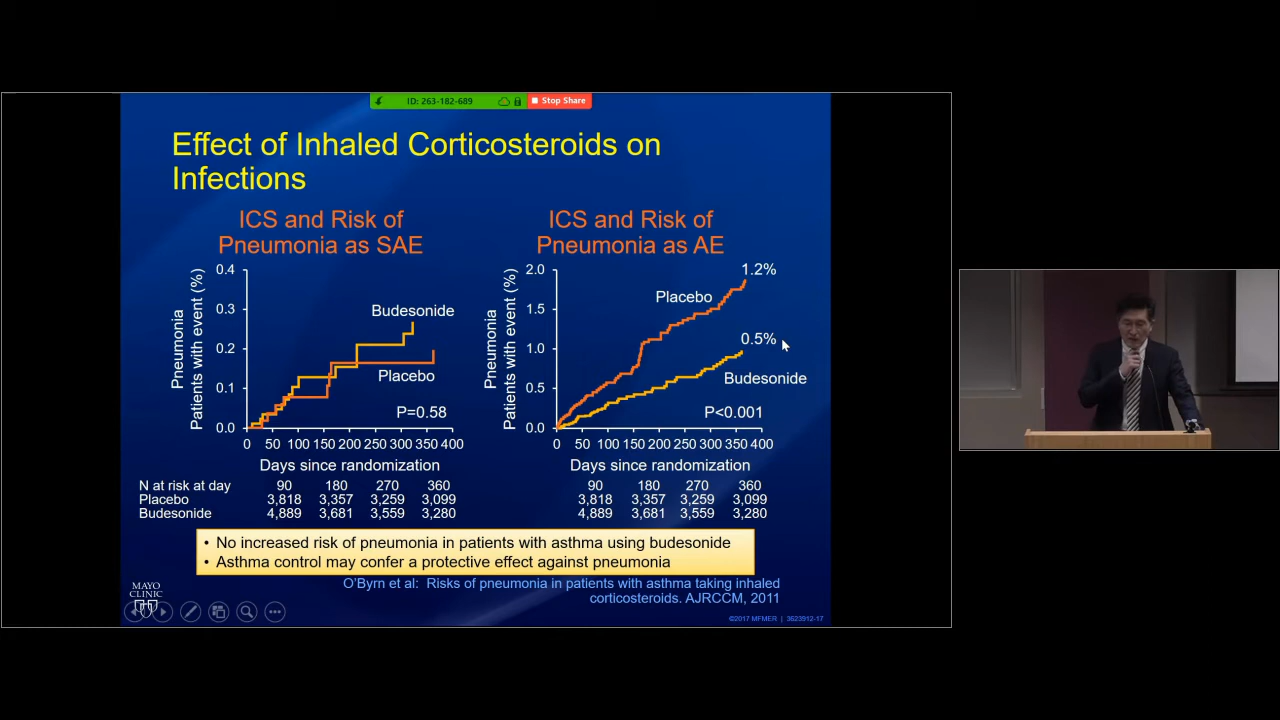 ID: 263-182-689
Stop Share
Effect of Inhaled Corticosteroids on
Infections
ICS and Risk of
Pneumonia as SAE
Pneumonia
Patients with event (%)
0.4
0.3
0.2
0.1
0.0
Budesonide
Placebo
P=0.58
0 50 100 150 200 250 300 350 400
Days since randomization
ICS and Risk of
Pneumonia as AE
Pneumonia
Patients with event (%)
2.0
1.5
1.0
0.5
0.0
1.2%
Placebo
0.5%
Budesonide
P<0.001
0 50 100 150 200 250 300 350 400
Days since randomization
N at risk at day 90 180 270 360 90 180 270 360
Placebo 3,818 3,357 3,259 3,099 3,818 3,357 3,259 3,099
Budesonide 4,889 3,681 3,559 3,280 4,889 3,681 3,559 3,280
• No increased risk of pneumonia in patients with asthma using budesonide
• Asthma control may confer a protective effect against pneumonia
O'Byrn et al: Risks of pneumonia in patients with asthma taking inhaled
corticosteroids. AJRCCM, 2011
MAYO
CLINIC
©2017 MFMER | 3623912-17